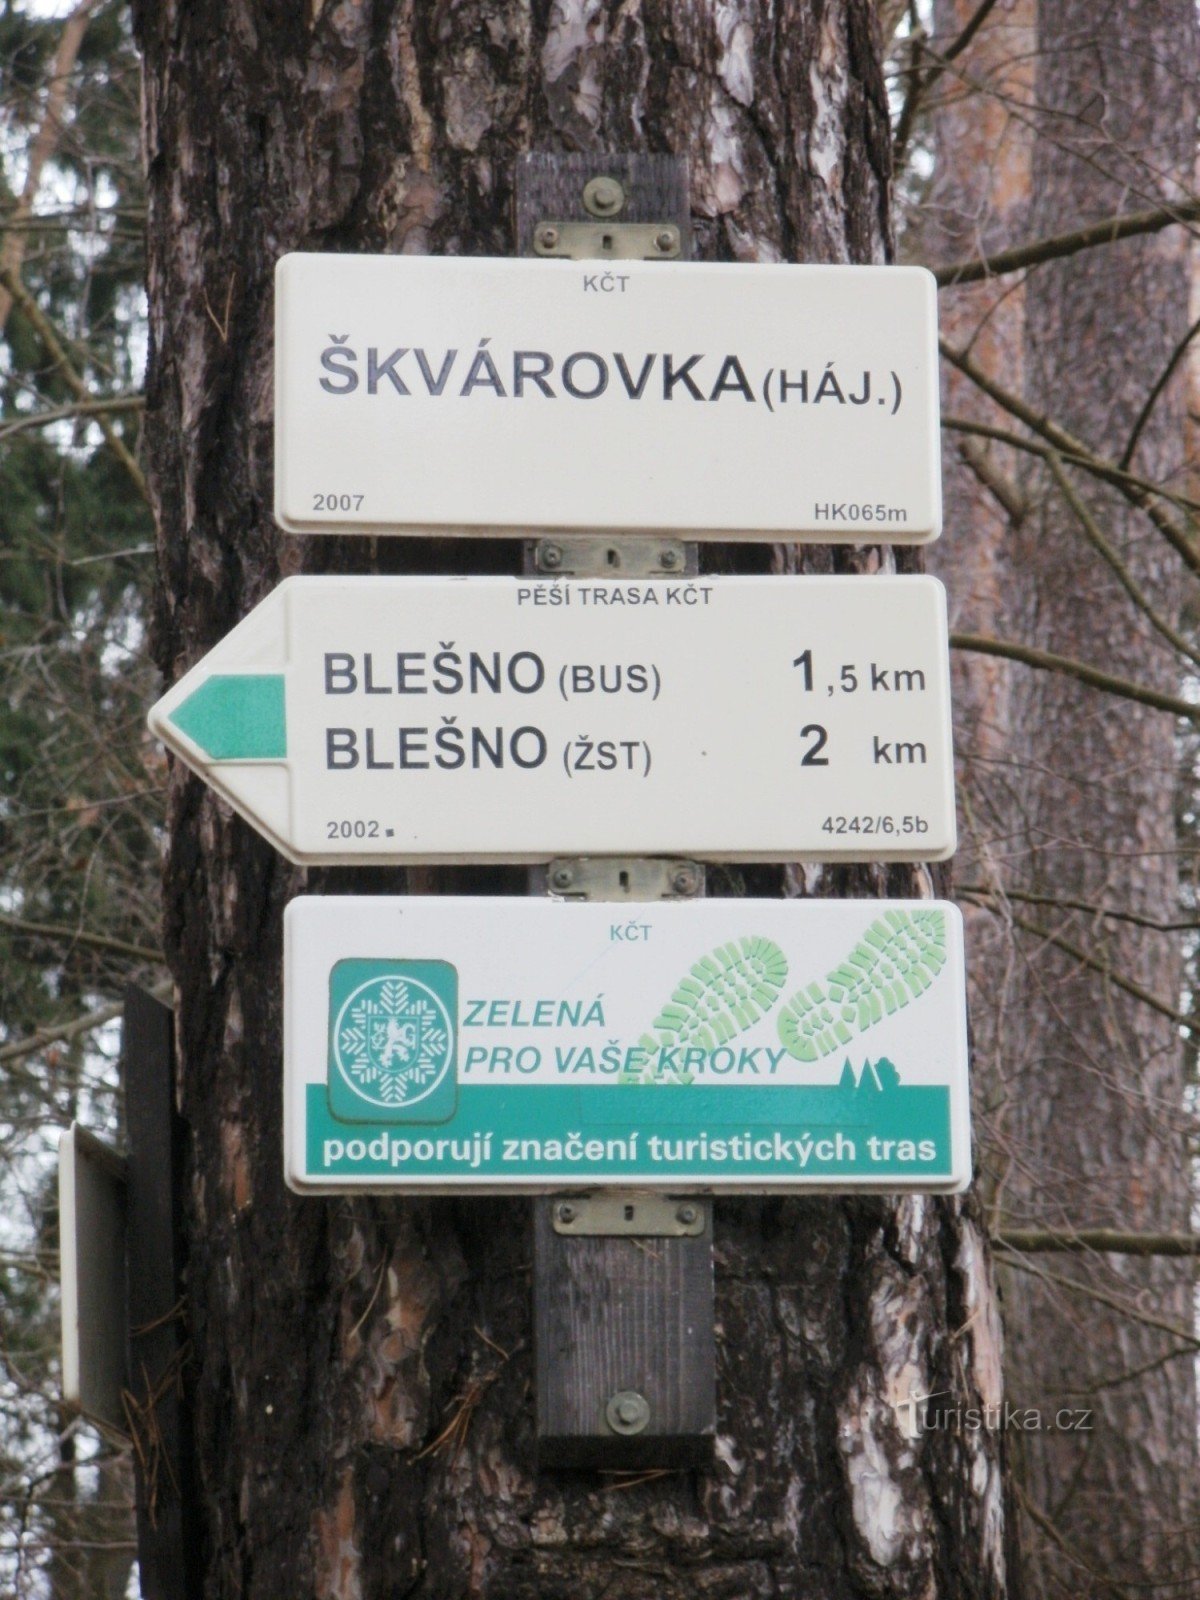 KČT
ŠKVÁROVKA (HÁJ.)
2007 HK065m
PĚŠÍ TRASA KČT
BLEŠNO (BUS) 1,5 km
BLEŠNO (ŽST) 2 km
2002 4242/6,5b
KČT
ZELENÁ
PRO VAŠE KROKY
podporují značení turistických tras
Turistika.cz